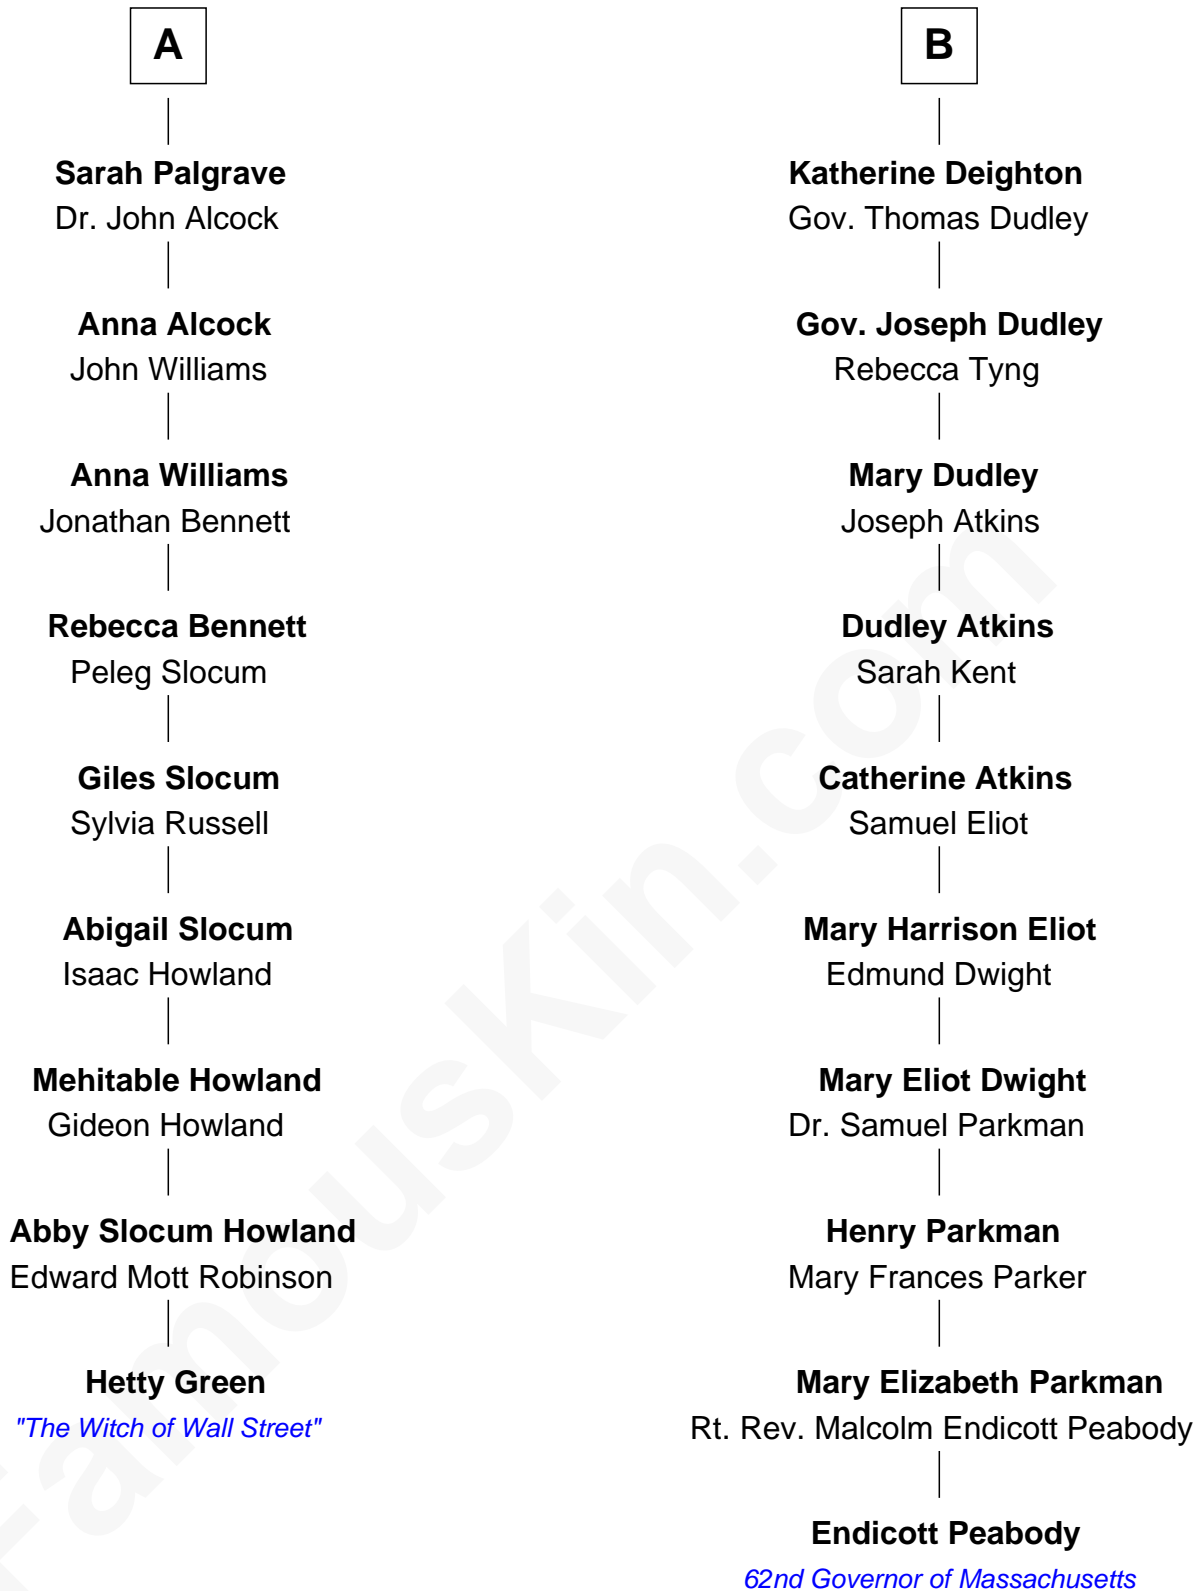 A
Sarah Palgrave
Dr. John Alcock
Anna Alcock
John Williams
Anna Williams
Jonathan Bennett
Rebecca Bennett
Peleg Slocum
Giles Slocum
Sylvia Russell
Abigail Slocum
Isaac Howland
Mehitable Howland
Gideon Howland
Abby Slocum Howland
Edward Mott Robinson
Hetty Green
"The Witch of Wall Street"
B
Katherine Deighton
Gov. Thomas Dudley
Gov. Joseph Dudley
Rebecca Tyng
Mary Dudley
Joseph Atkins
Dudley Atkins
Sarah Kent
Catherine Atkins
Samuel Eliot
Mary Harrison Eliot
Edmund Dwight
Mary Eliot Dwight
Dr. Samuel Parkman
Henry Parkman
Mary Frances Parker
Mary Elizabeth Parkman
Rt. Rev. Malcolm Endicott Peabody
Endicott Peabody
62nd Governor of Massachusetts
FamousKin.com